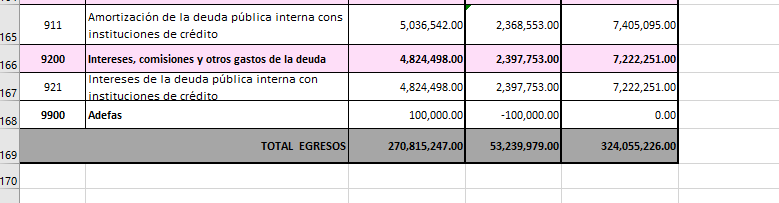 165 911 Amortización de la deuda pública interna cons instituciones de crédito 5,036,542.00 2,368,553.00 7,405,095.00
166 9200 Intereses, comisiones y otros gastos de la deuda 4,824,498.00 2,397,753.00 7,222,251.00
167 921 Intereses de la deuda pública interna con instituciones de crédito 4,824,498.00 2,397,753.00 7,222,251.00
168 9900 Adefas 100,000.00 -100,000.00 0.00
169 TOTAL EGRESOS 270,815,247.00 53,239,979.00 324,055,226.00
170